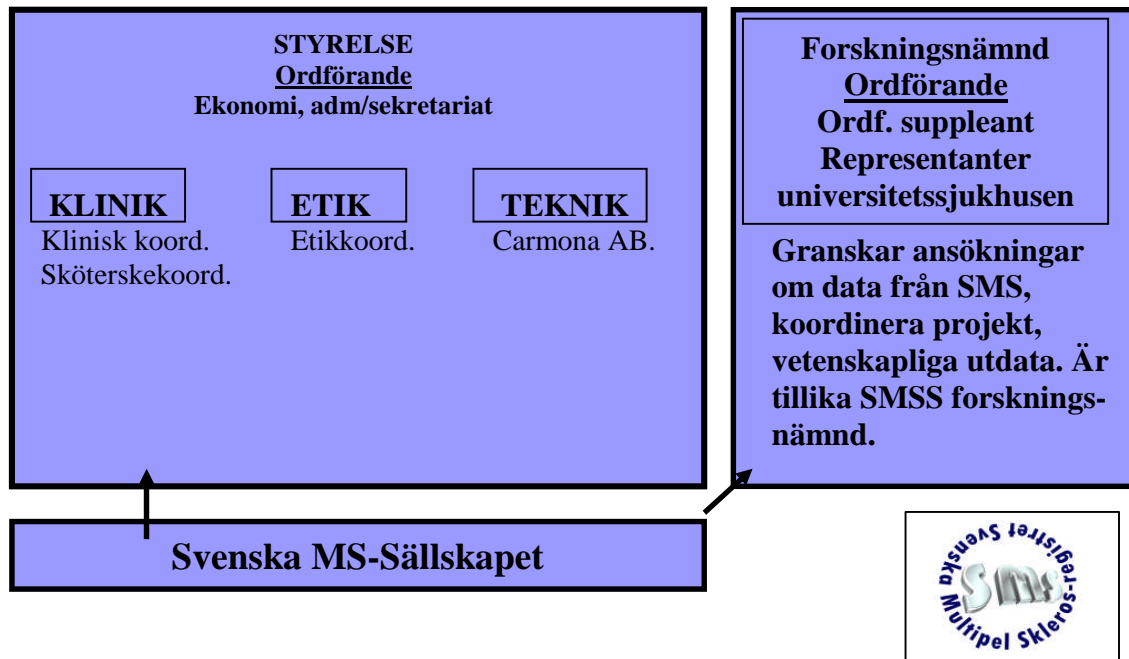 STYRELSE
Ordförande
Ekonomi, adm/sekretariat
KLINIK
Klinisk koord.
Sköterskekoord.
ETIK
Etikkoord.
TEKNIK
Carmona AB.
Forskningsnämnd
Ordförande
Ordf. suppleant
Representanter
universitetssjukhusen
Granskar ansökningar
om data från SMS,
koordinera projekt,
vetenskapliga utdata. Är
tillika SMSS forsknings-
nämnd.
Svenska MS-Sällskapet
Svenska Multipel Skleros-registret
Sms